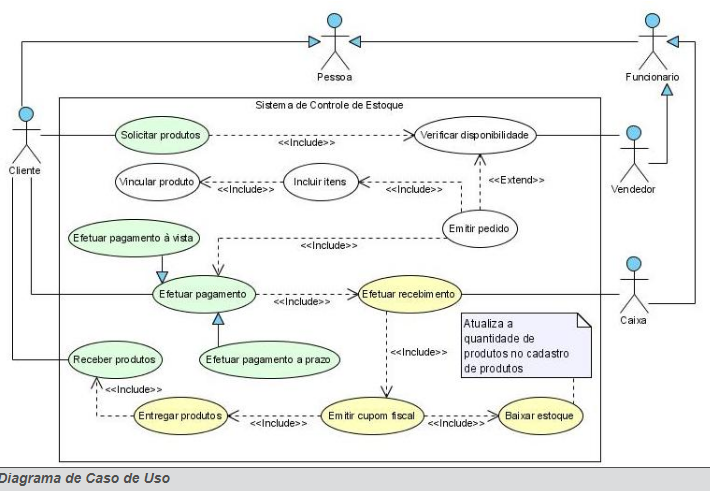 Pessoa
Funcionario
Sistema de Controle de Estoque
Cliente
Solicitar produtos
<<Include>>
Verificar disponibilidade
Vendedor
Vincular produto
<<Include>>
Incluir itens
<<Include>>
<<Extend>>
Emitir pedido
Efetuar pagamento à vista
<<Include>>
Efetuar pagamento
<<Include>>
Efetuar recebimento
Caixa
Atualiza a
quantidade de
produtos no cadastro
de produtos
Receber produtos
Efetuar pagamento a prazo
<<Include>>
<<Include>>
Entregar produtos
<<Include>>
Emitir cupom fiscal
<<Include>>
Baixar estoque
Diagrama de Caso de Uso